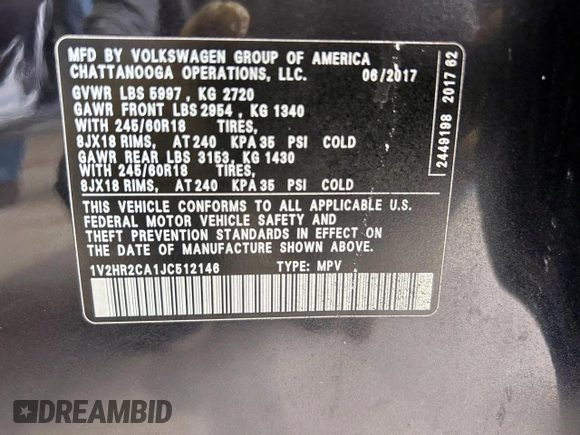 MFD BY VOLKSWAGEN GROUP OF AMERICA
CHATTANOOGA OPERATIONS, LLC. 06/2017
GVWR LBS 5997, KG 2720
GAWR FRONT LBS 2954, KG 1340
WITH 245/60R18 TIRES,
8JX18 RIMS, AT 240 KPA 35 PSI COLD
GAWR REAR LBS 3153, KG 1430
WITH 245/60R18 TIRES,
8JX18 RIMS, AT 240 KPA 35 PSI COLD
THIS VEHICLE CONFORMS TO ALL APPLICABLE U.S.
FEDERAL MOTOR VEHICLE SAFETY AND
THEFT PREVENTION STANDARDS IN EFFECT ON
THE DATE OF MANUFACTURE SHOWN ABOVE.
1V2HR2CA1JC512146 TYPE: MPV
2449198 2017 62
DREAMBID